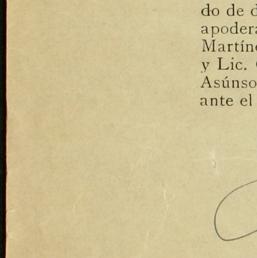 do de d
apodera
Martíne
y Lic.
Asúnso
ante el